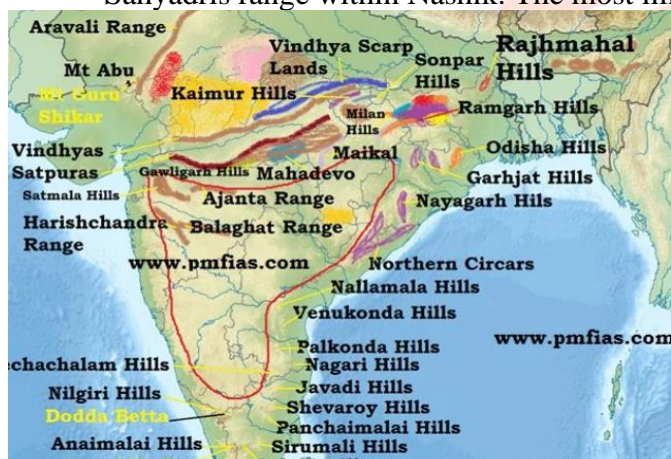 Sahyadris range within Nashik. The most
Aravali Range
Vindhya Scarp
Lands
Sonpar
Hills
Rajhmahal
Hills
Mt Abu
Mt Guru
Shikar
Kaimur Hills
Milan
Hills
Ramgarh Hills
Vindhyas
Satpuras
Gawligarh Hills
Mahadevo
Maikal
Odisha Hills
Garhjat Hills
Satmala Hills
Ajanta Range
Nayagarh Hils
Harishchandra
Range
Balaghat Range
www.pmfias.com
Northern Circars
Nallamala Hills
Venukonda Hills
www.pmfias.com
Palkonda Hills
echachalam Hills
Nagari Hills
Nilgiri Hills
Javadi Hills
Dodda Betta
Shevaroy Hills
Panchaimalai Hills
Anaimalai Hills
Sirumali Hills